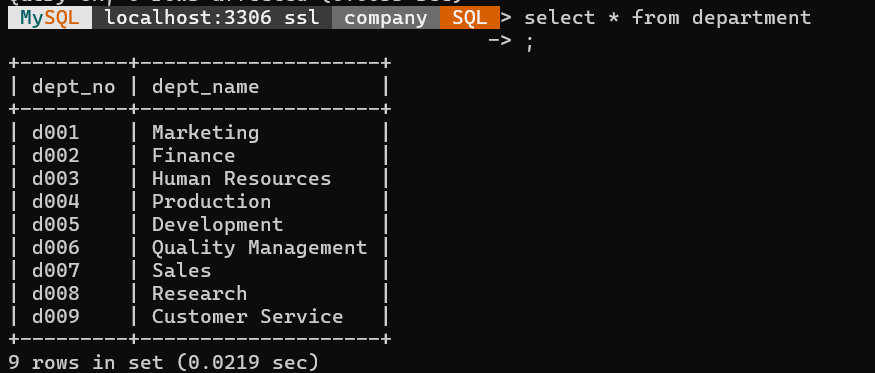 MySQL localhost:3306 ssl company SQL > select * from department
-> ;
+---------+--------------------+
| dept_no | dept_name          |
+---------+--------------------+
| d001    | Marketing          |
| d002    | Finance            |
| d003    | Human Resources    |
| d004    | Production         |
| d005    | Development        |
| d006    | Quality Management |
| d007    | Sales              |
| d008    | Research           |
| d009    | Customer Service   |
+---------+--------------------+
9 rows in set (0.0219 sec)